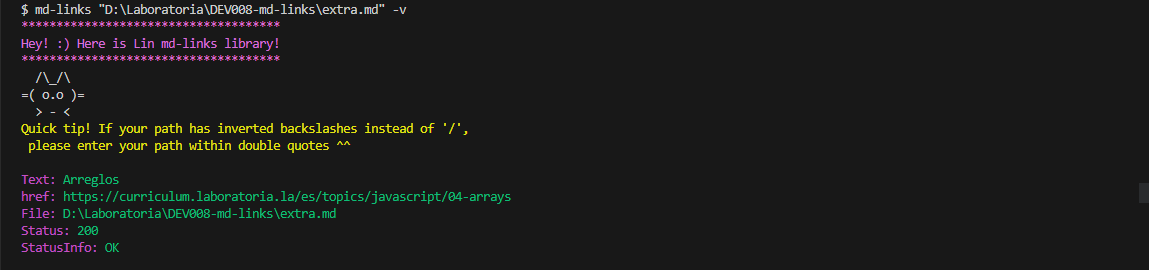 $ md-links "D:\Laboratoria\DEV008-md-links\extra.md" -v
*************************************
Hey! :) Here is Lin md-links library!
*************************************
  /\_/\
=( o.o )=
  > - <
Quick tip! If your path has inverted backslashes instead of '/',
 please enter your path within double quotes ^^
Text: Arreglos
href: https://curriculum.laboratoria.la/es/topics/javascript/04-arrays
File: D:\Laboratoria\DEV008-md-links\extra.md
Status: 200
StatusInfo: OK